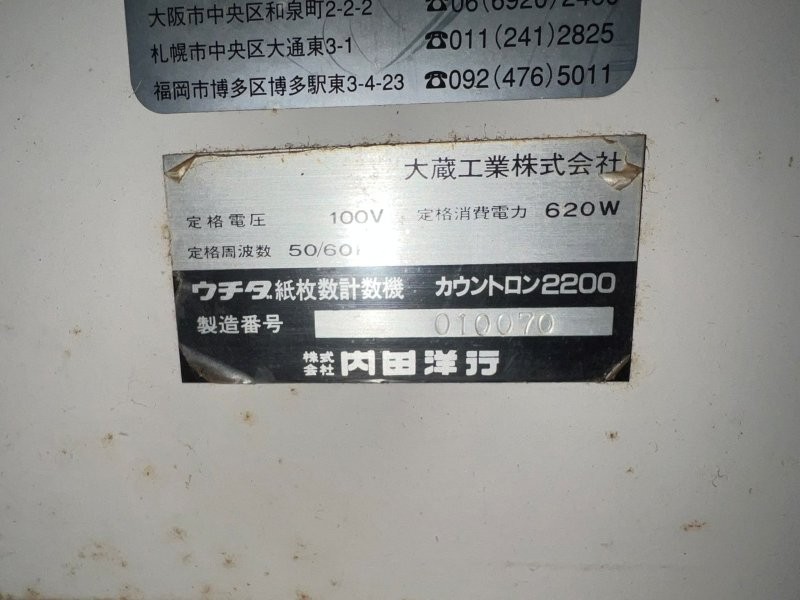 大阪市中央区和泉町2-2-2
札幌市中央区大通東3-1 ☎011(241)2825
福岡市博多区博多駅東3-4-23 ☎092(476)5011
大蔵工業株式会社
定格電圧 100V 定格消費電力 620W
定格周波数 50/60
ウチダ紙枚数計数機 カウントロン2200
製造番号 010070
株式会社 内田洋行